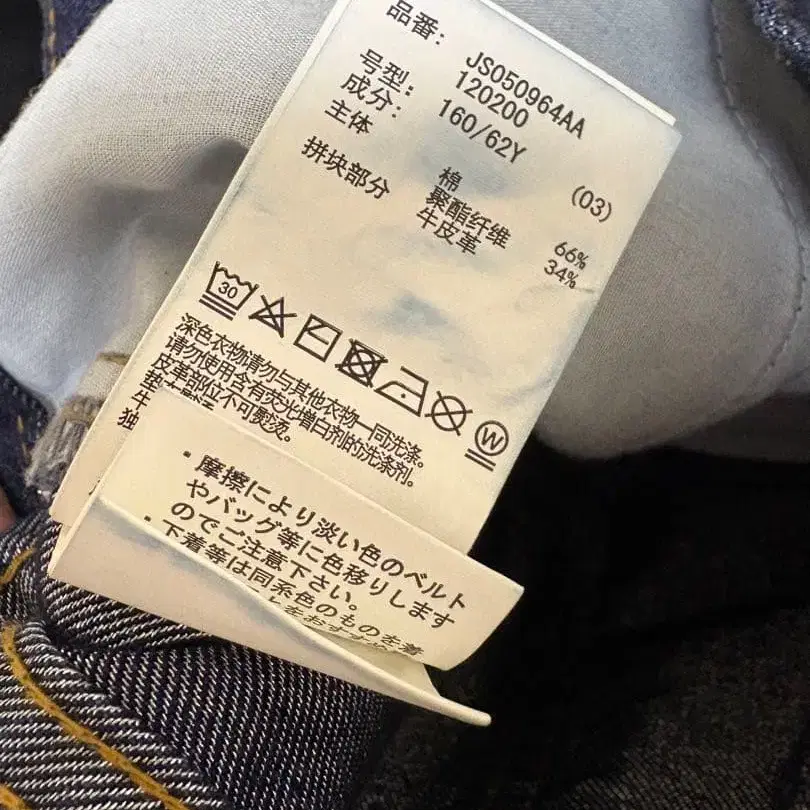 品番:
JS050964AA
120200
号型:
160/62Y
(03)
成分:
主体
棉 66%
聚酯纤维 34%
拼块部分
牛皮革
30
W
深色衣物请勿与其他衣物一同洗涤。
请勿使用含有荧光增白剂的洗涤剂。
皮革部位不可熨烫。
牛
独
・摩擦により淡い色のベルト
やバッグ等に色移りします
のでご注意下さい。
・下着等は同系色のものを着